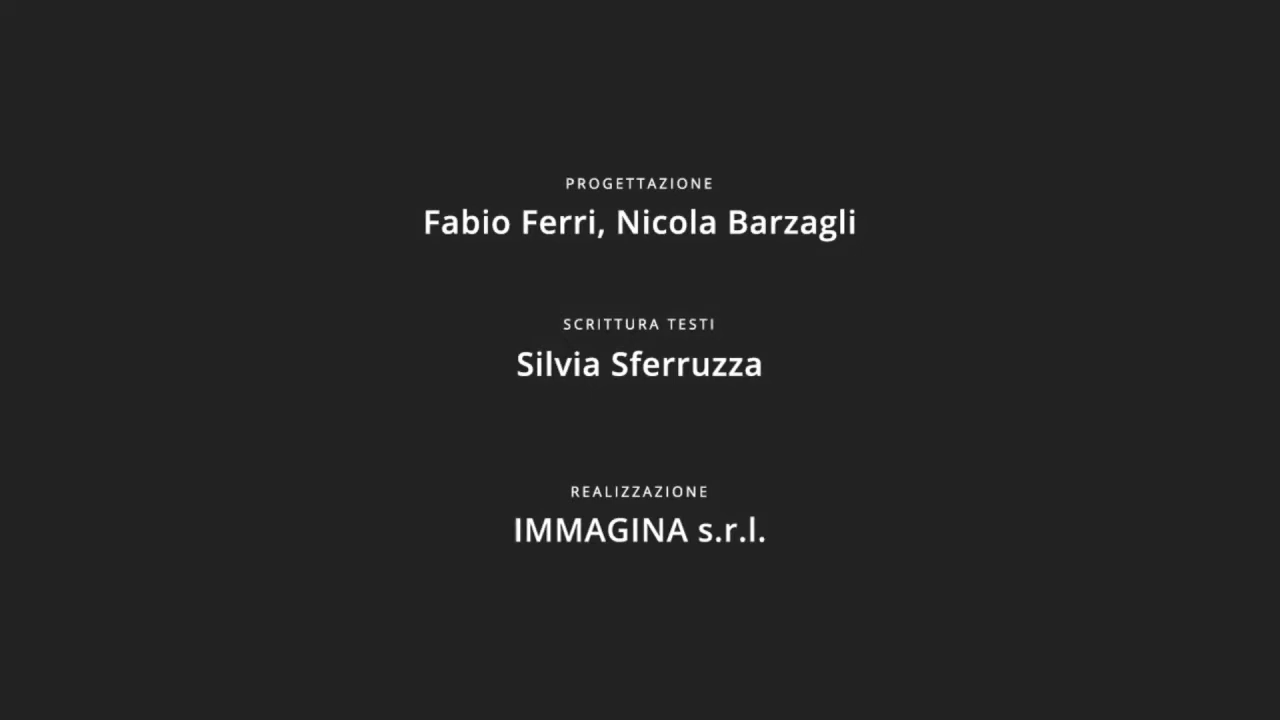 PROGETTAZIONE
Fabio Ferri, Nicola Barzagli
SCRITTURA TESTI
Silvia Sferruzza
REALIZZAZIONE
IMMAGINA s.r.l.